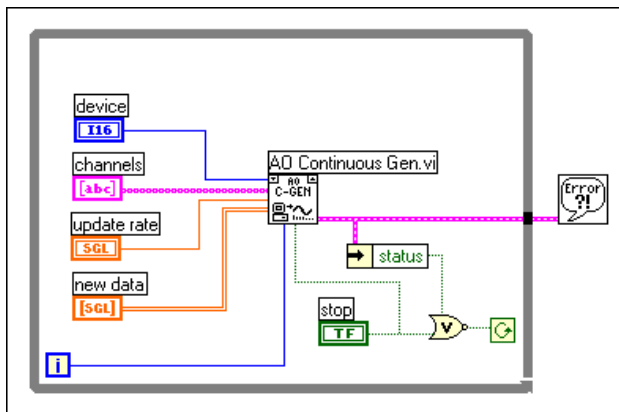 device
I16
AO Continuous Gen.vi
channels
[abc]
AO
C-GEN
Error
?!
update rate
SGL
status
new data
[SGL]
stop
TF
V
i